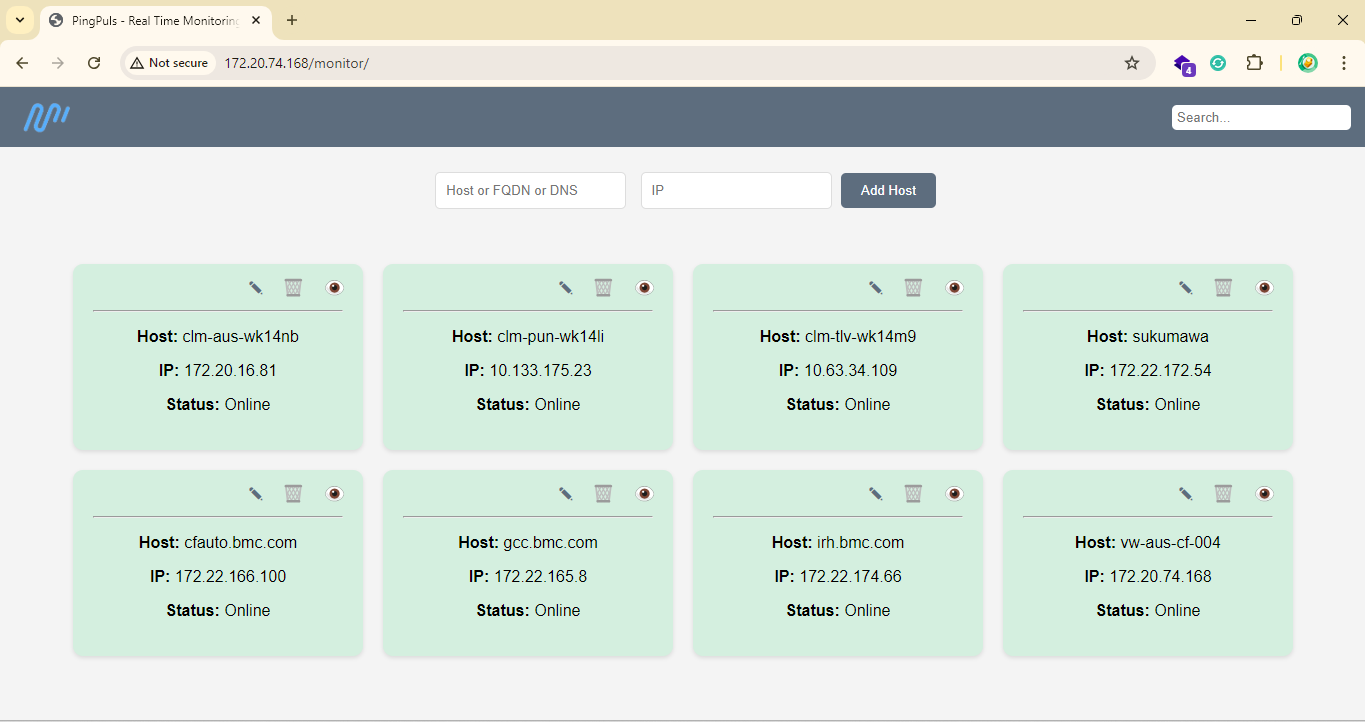 PingPuls - Real Time Monitoring
Not secure
172.20.74.168/monitor/
4
Search...
Host or FQDN or DNS
IP
Add Host
Host: clm-aus-wk14nb
IP: 172.20.16.81
Status: Online
Host: clm-pun-wk14li
IP: 10.133.175.23
Status: Online
Host: clm-tlv-wk14m9
IP: 10.63.34.109
Status: Online
Host: sukumawa
IP: 172.22.172.54
Status: Online
Host: cfauto.bmc.com
IP: 172.22.166.100
Status: Online
Host: gcc.bmc.com
IP: 172.22.165.8
Status: Online
Host: irh.bmc.com
IP: 172.22.174.66
Status: Online
Host: vw-aus-cf-004
IP: 172.20.74.168
Status: Online